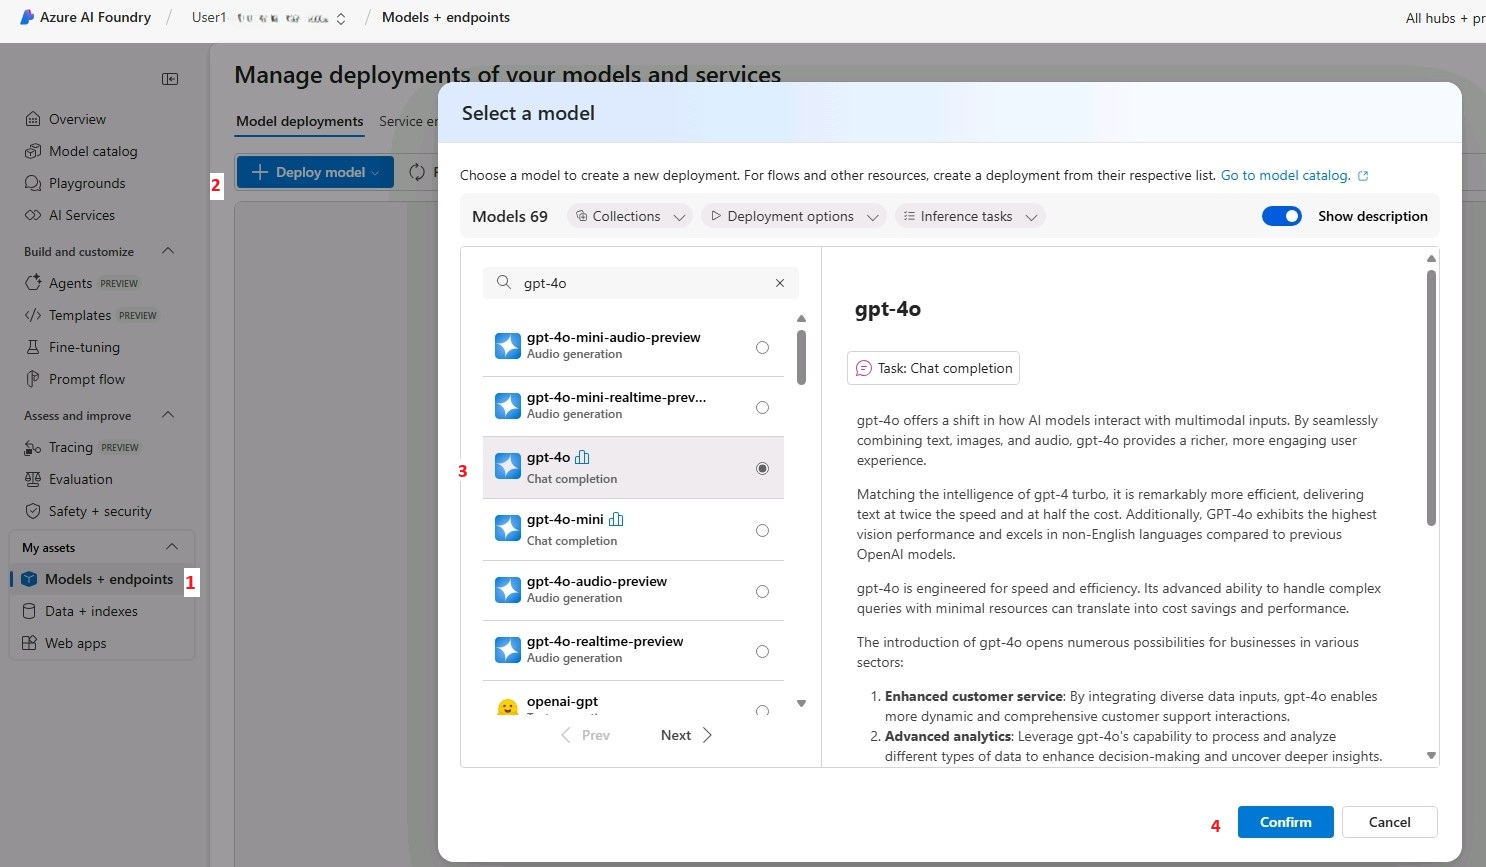 Azure AI Foundry / User1- / Models + endpoints
All hubs + pr
Overview
Model catalog
Playgrounds
AI Services
Build and customize
Agents PREVIEW
Templates PREVIEW
Fine-tuning
Prompt flow
Assess and improve
Tracing PREVIEW
Evaluation
Safety + security
My assets
Models + endpoints 1
Data + indexes
Web apps
Manage deployments of your models and services
Model deployments Service en
2 Deploy model
Select a model
Choose a model to create a new deployment. For flows and other resources, create a deployment from their respective list. Go to model catalog.
Models 69 Collections Deployment options Inference tasks Show description
gpt-4o
gpt-4o-mini-audio-preview
Audio generation
gpt-4o-mini-realtime-prev...
Audio generation
3 gpt-4o
Chat completion
gpt-4o-mini
Chat completion
gpt-4o-audio-preview
Audio generation
gpt-4o-realtime-preview
Audio generation
openai-gpt
Prev Next
gpt-4o
Task: Chat completion
gpt-4o offers a shift in how AI models interact with multimodal inputs. By seamlessly
combining text, images, and audio, gpt-4o provides a richer, more engaging user
experience.
Matching the intelligence of gpt-4 turbo, it is remarkably more efficient, delivering
text at twice the speed and at half the cost. Additionally, GPT-4o exhibits the highest
vision performance and excels in non-English languages compared to previous
OpenAI models.
gpt-4o is engineered for speed and efficiency. Its advanced ability to handle complex
queries with minimal resources can translate into cost savings and performance.
The introduction of gpt-4o opens numerous possibilities for businesses in various
sectors:
1. Enhanced customer service: By integrating diverse data inputs, gpt-4o enables
more dynamic and comprehensive customer support interactions.
2. Advanced analytics: Leverage gpt-4o's capability to process and analyze
different types of data to enhance decision-making and uncover deeper insights.
4 Confirm Cancel